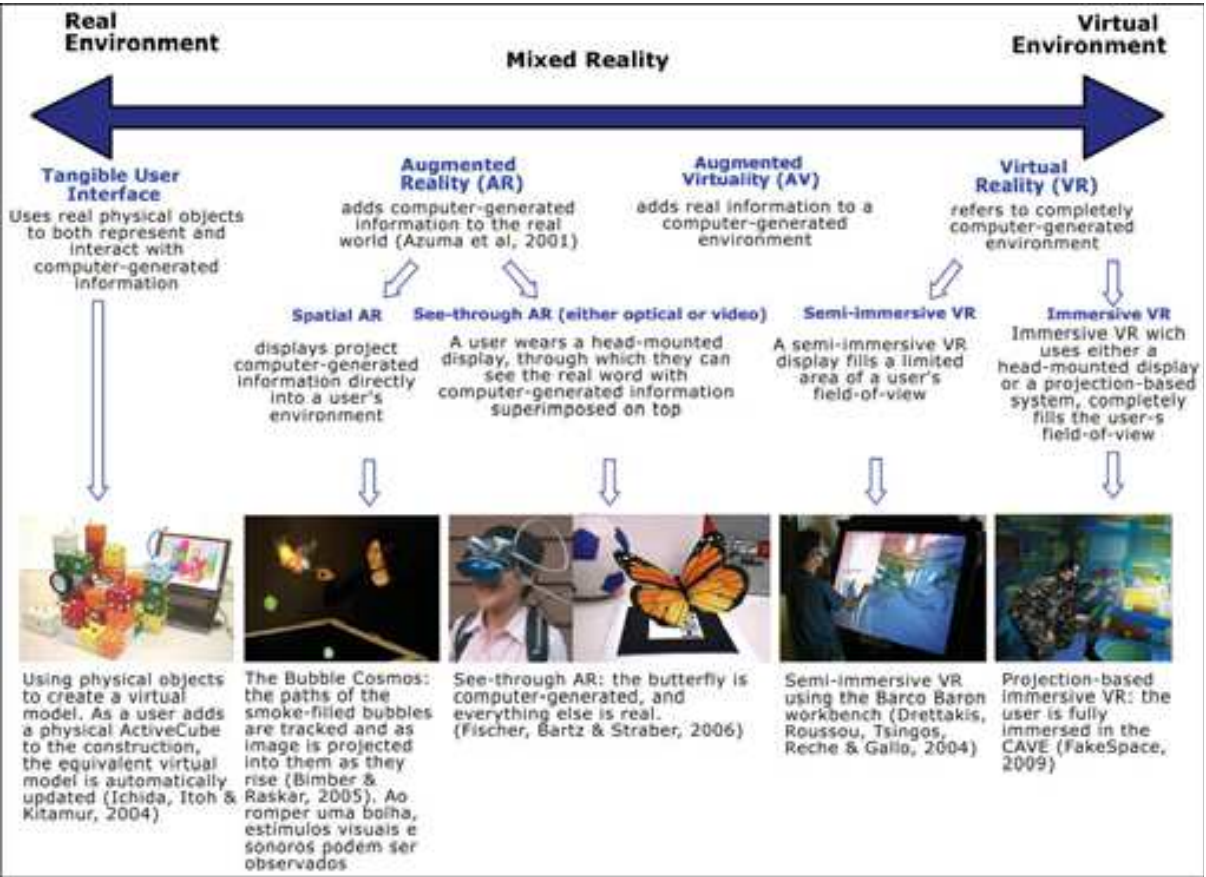 Real
Environment
Mixed Reality
Virtual
Environment
Tangible User
Interface
Uses real physical objects
to both represent and
interact with
computer-generated
information
Augmented
Reality (AR)
adds computer-generated
information to the real
world (Azuma et al, 2001)
Augmented
Virtuality (AV)
adds real information to a
computer-generated
environment
Virtual
Reality (VR)
refers to completely
computer-generated
environment
Spatial AR
displays project
computer-generated
information directly
into a user's
environment
See-through AR (either optical or video)
A user wears a head-mounted
display, through which they can
see the real word with
computer-generated information
superimposed on top
Semi-immersive VR
A semi-immersive VR
display fills a limited
area of a user's
field-of-view
Immersive VR
Immersive VR wich
uses either a
head-mounted display
or a projection-based
system, completely
fills the user-s
field-of-view
Using physical objects
to create a virtual
model. As a user adds
a physical ActiveCube
to the construction,
the equivalent virtual
model is automatically
updated (Ichida, Itoh &
Kitamur, 2004)
The Bubble Cosmos:
the paths of the
smoke-filled bubbles
are tracked and as
image is projected
into them as they
rise (Bimber &
Raskar, 2005). Ao
romper uma bolha,
estímulos visuais e
sonoros podem ser
observados
See-through AR: the butterfly is
computer-generated, and
everything else is real.
(Fischer, Bartz & Straber, 2006)
Semi-immersive VR
using the Barco Baron
workbench (Drettakis,
Roussou, Tsingos,
Reche & Gallo, 2004)
Projection-based
immersive VR: the
user is fully
immersed in the
CAVE (FakeSpace,
2009)